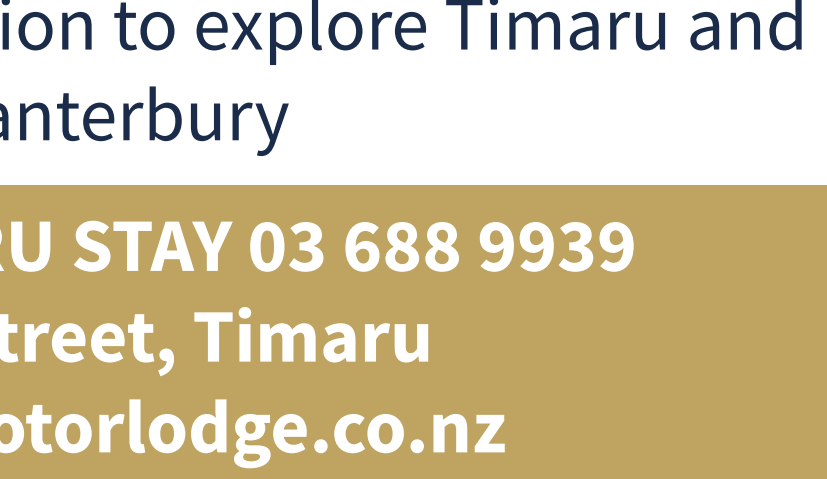 ion to explore Timaru and
anterbury
RU STAY 03 688 9939
treet, Timaru
otorlodge.co.nz